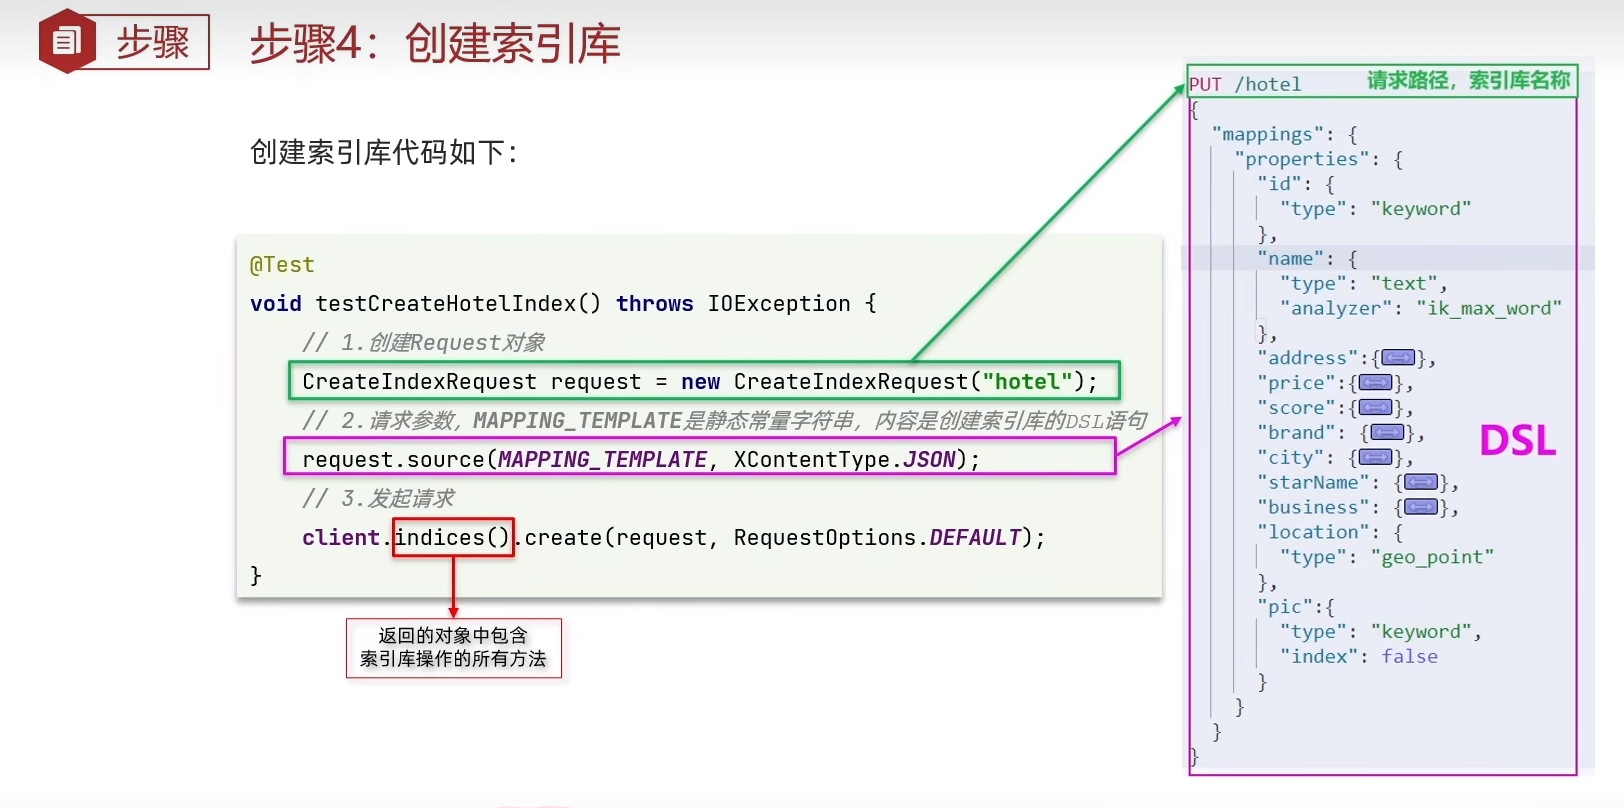 步骤
步骤4：创建索引库
创建索引库代码如下：
@Test
void testCreateHotelIndex() throws IOException {
// 1.创建Request对象
CreateIndexRequest request = new CreateIndexRequest("hotel");
// 2.请求参数，MAPPING_TEMPLATE是静态常量字符串，内容是创建索引库的DSL语句
request.source(MAPPING_TEMPLATE, XContentType.JSON);
// 3.发起请求
client.indices().create(request, RequestOptions.DEFAULT);
}
返回的对象中包含
索引库操作的所有方法
PUT /hotel 请求路径，索引库名称
{
"mappings": {
"properties": {
"id": {
"type": "keyword"
},
"name": {
"type": "text",
"analyzer": "ik_max_word"
},
"address":{},
"price":{},
"score":{},
"brand": {},
"city": {},
"starName": {},
"business": {},
"location": {
"type": "geo_point"
},
"pic":{
"type": "keyword",
"index": false
}
}
}
}
DSL